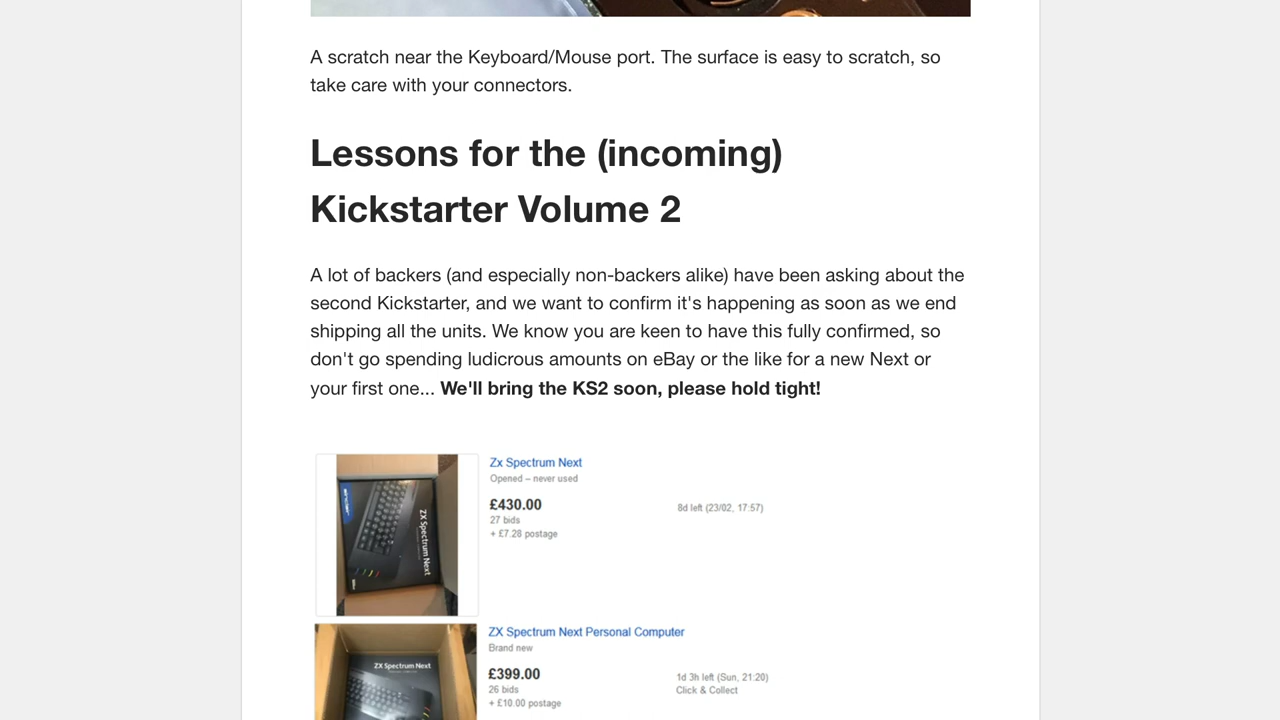 A scratch near the Keyboard/Mouse port. The surface is easy to scratch, so
take care with your connectors.
Lessons for the (incoming)
Kickstarter Volume 2
A lot of backers (and especially non-backers alike) have been asking about the
second Kickstarter, and we want to confirm it's happening as soon as we end
shipping all the units. We know you are keen to have this fully confirmed, so
don't go spending ludicrous amounts on eBay or the like for a new Next or
your first one... We'll bring the KS2 soon, please hold tight!
Zx Spectrum Next
Opened – never used
£430.00
8d left (23/02, 17:57)
27 bids
+ £7.28 postage
sinclair
ZX Spectrum Next
ZX Spectrum Next Personal Computer
Brand new
£399.00
1d 3h left (Sun, 21:20)
26 bids
Click & Collect
+ £10.00 postage
ZX Spectrum Next